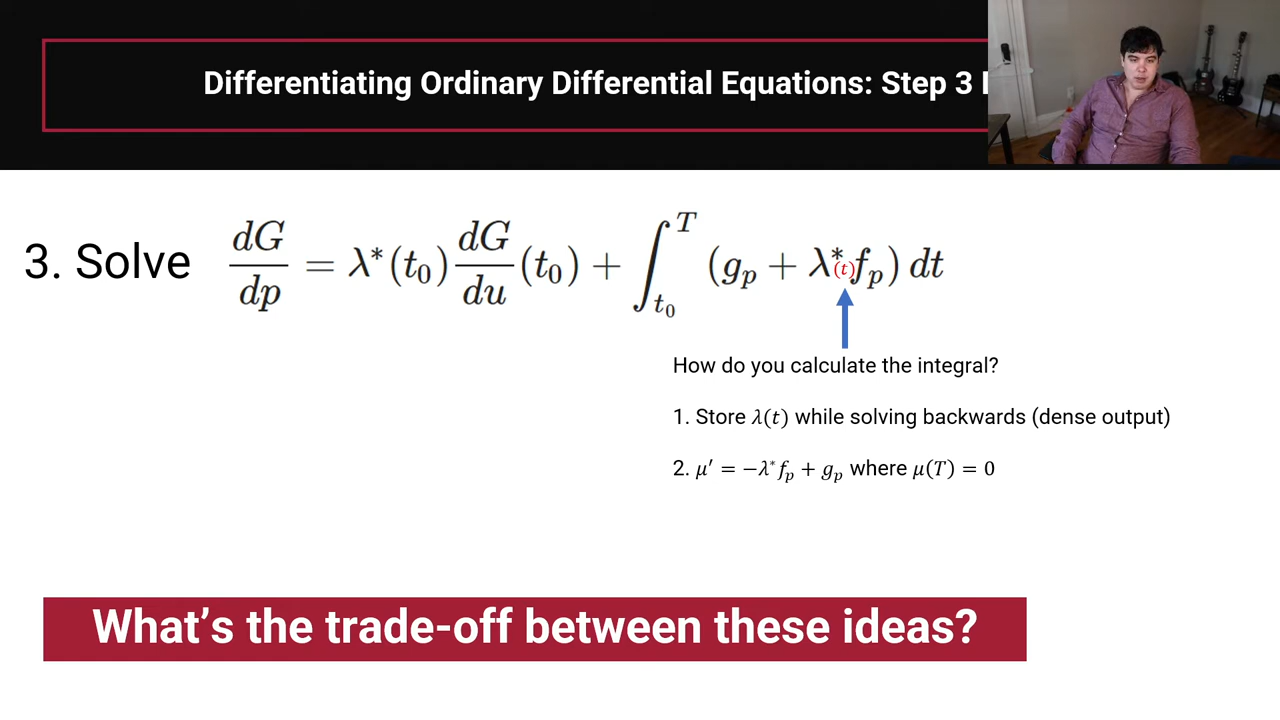 Differentiating Ordinary Differential Equations: Step 3
3. Solve dG/dp = λ*(t₀) dG/du (t₀) + ∫_{t₀}^{T} (g_p + λ*(t)f_p) dt
How do you calculate the integral?
1. Store λ(t) while solving backwards (dense output)
2. μ′ = −λ*f_p + g_p where μ(T) = 0
What's the trade-off between these ideas?